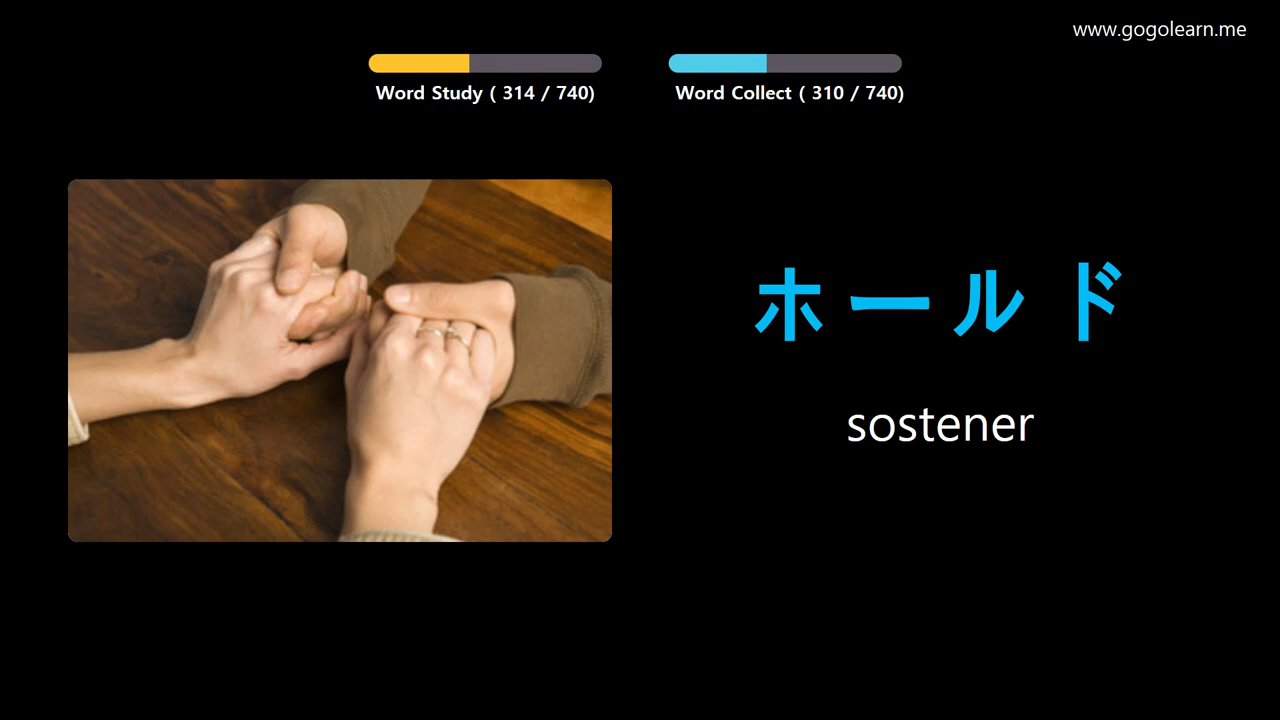 www.gogolearn.me
Word Study ( 314 / 740)
Word Collect ( 310 / 740)
ホールド
sostener